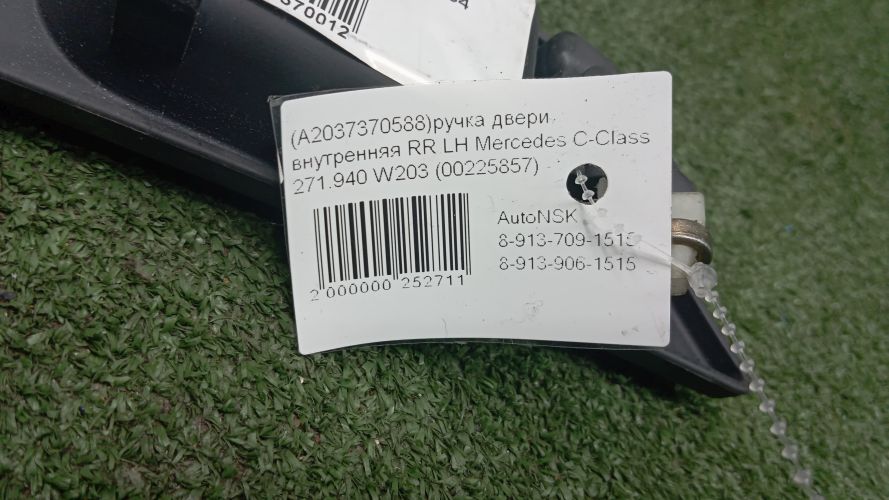 370012
(A2037370588)ручка двери
внутренняя RR LH Mercedes C-Class
271.940 W203 (00225857)
AutoNSK
8-913-709-1515
8-913-906-1515
2 000000 252711